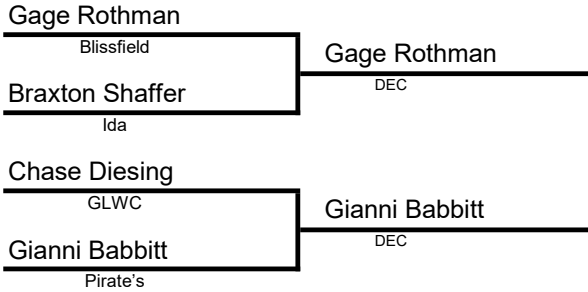 Gage Rothman
Blissfield
Gage Rothman
DEC
Braxton Shaffer
Ida
Chase Diesing
GLWC
Gianni Babbitt
DEC
Gianni Babbitt
Pirate's